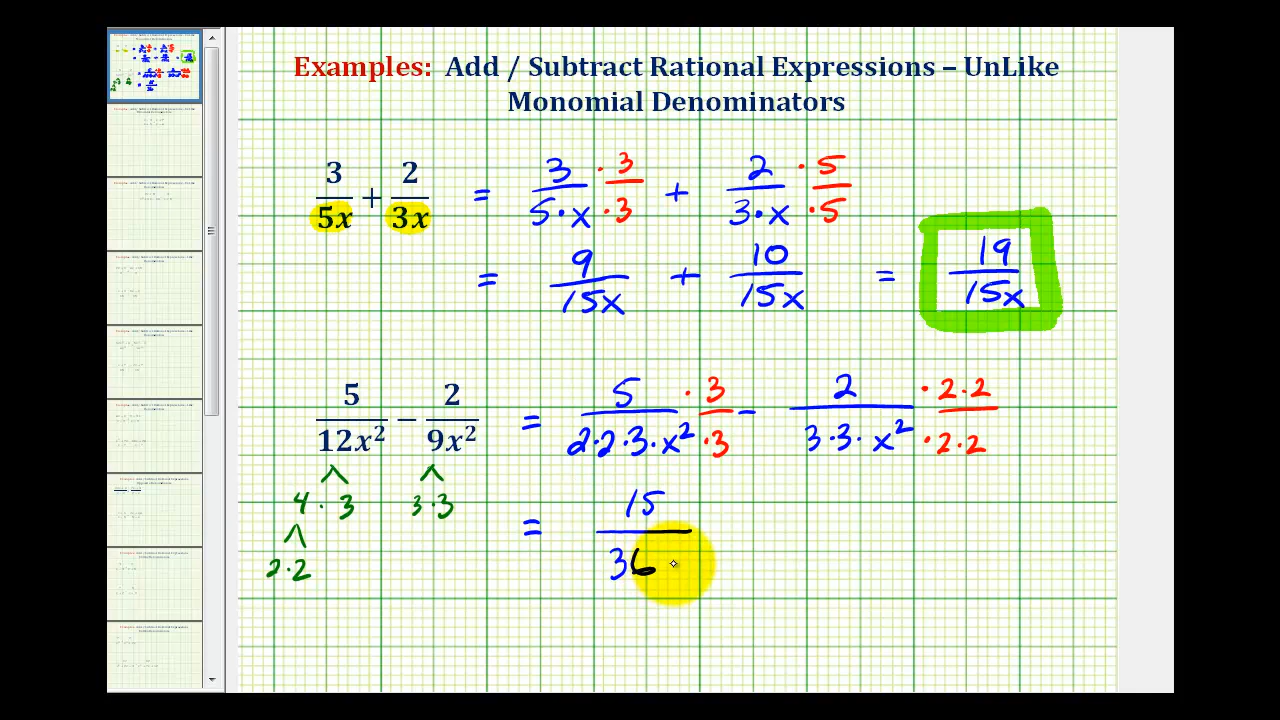 Examples: Add / Subtract Rational Expressions – UnLike
Monomial Denominators
3/5x + 2/3x = 3/5·x ·3/·3 + 2/3·x ·5/·5
= 9/15x + 10/15x = 19/15x
5/12x² − 2/9x² = 5/2·2·3·x² ·3/·3 − 2/3·3·x² ·2·2/·2·2
4·3 3·3
2·2
= 15/36